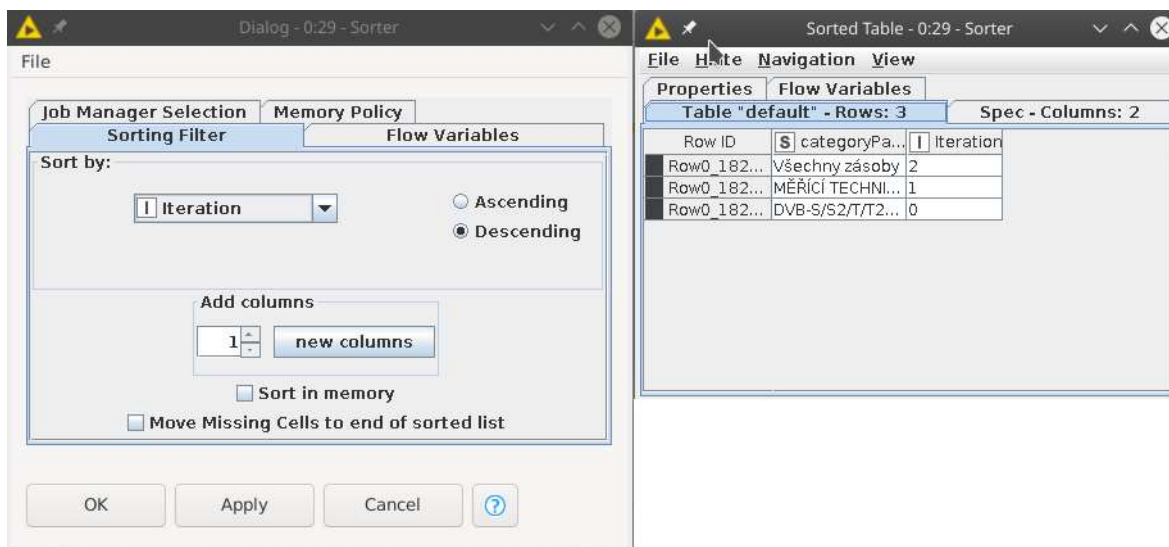 Dialog - 0:29 - Sorter
File
Job Manager Selection
Memory Policy
Sorting Filter
Flow Variables
Sort by:
I Iteration
Ascending
Descending
Add columns
1
new columns
Sort in memory
Move Missing Cells to end of sorted list
OK
Apply
Cancel
?
Sorted Table - 0:29 - Sorter
File Navigation View
Properties
Flow Variables
Table "default" - Rows: 3
Spec - Columns: 2
Row ID S categoryPa... I Iteration
Row0_182... Všechny zásoby 2
Row0_182... MĚŘÍCÍ TECHNI... 1
Row0_182... DVB-S/S2/T/T2... 0